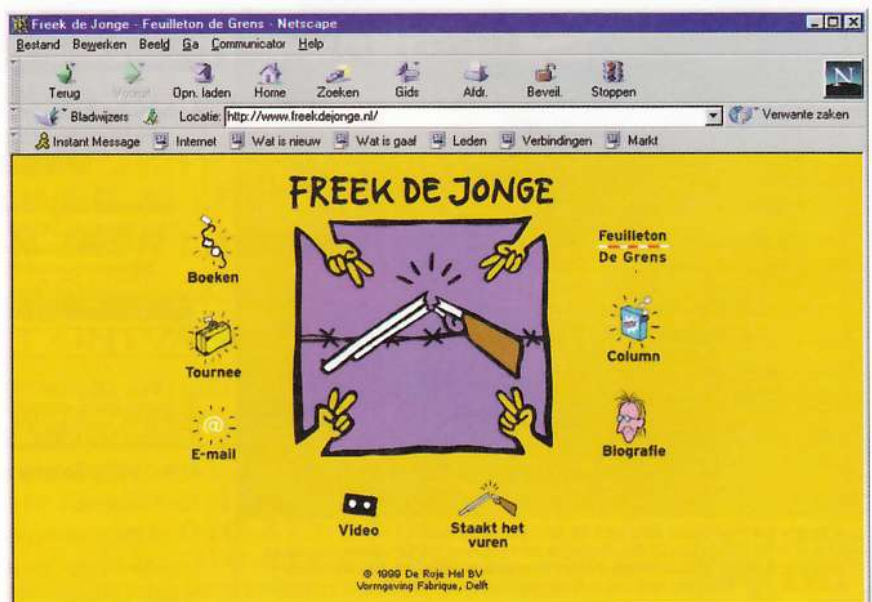 Freek de Jonge - Feuilleton de Grens - Netscape
Bestand Bewerken Beeld Ga Communicator Help
Terug Vooruit Opn. laden Home Zoeken Gids Afdr. Beveil. Stoppen
N
Bladwijzers Locatie: http://www.freekdejonge.nl/ Verwante zaken
Instant Message Internet Wat is nieuw Wat is gaaf Leden Verbindingen Markt
FREEK DE JONGE
Boeken
Tournee
@
E-mail
Feuilleton
De Grens
Column
Biografie
Video
Staakt het
vuren
© 1999 De Roje Hel BV
Vormgeving Fabrique, Delft